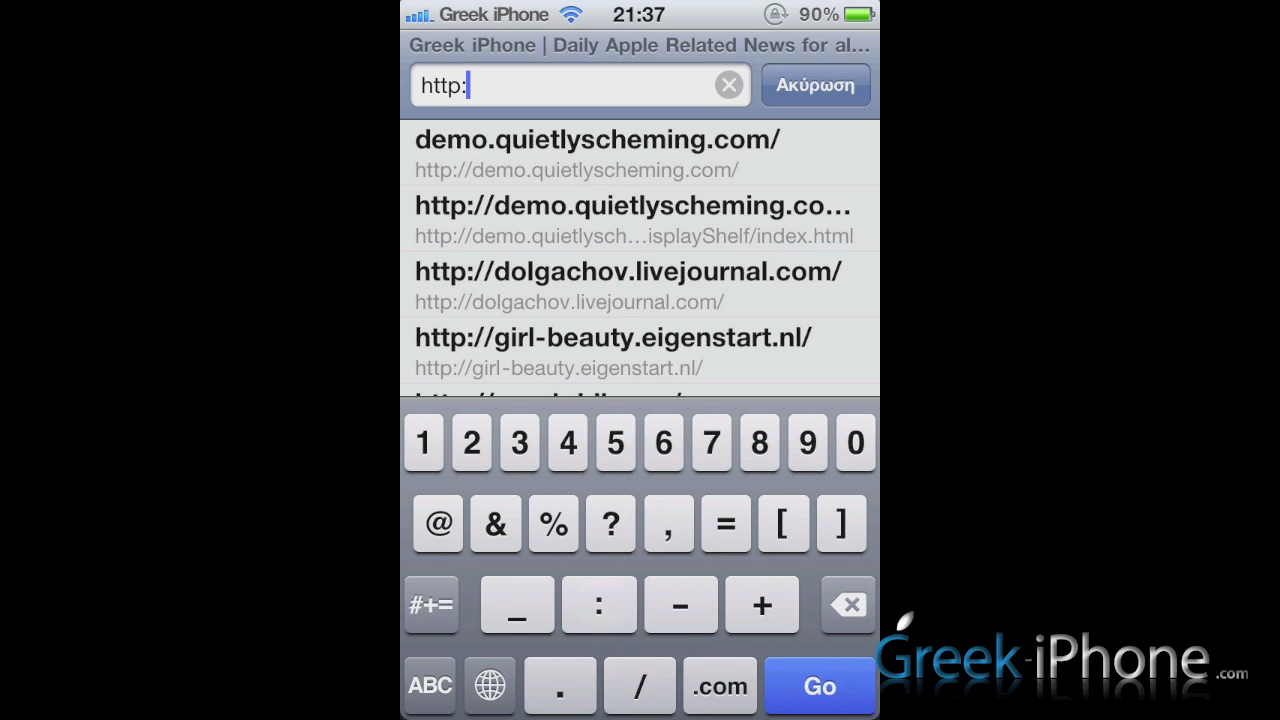 Greek iPhone 21:37 90%
Greek iPhone | Daily Apple Related News for al...
http: Ακύρωση
demo.quietlyscheming.com/
http://demo.quietlyscheming.com/
http://demo.quietlyscheming.co...
http://demo.quietlysch...isplayShelf/index.html
http://dolgachov.livejournal.com/
http://dolgachov.livejournal.com/
http://girl-beauty.eigenstart.nl/
http://girl-beauty.eigenstart.nl/
1 2 3 4 5 6 7 8 9 0
@ & % ? , = [ ]
#+= _ : - +
ABC . / .com Go
Greek-iPhone.com